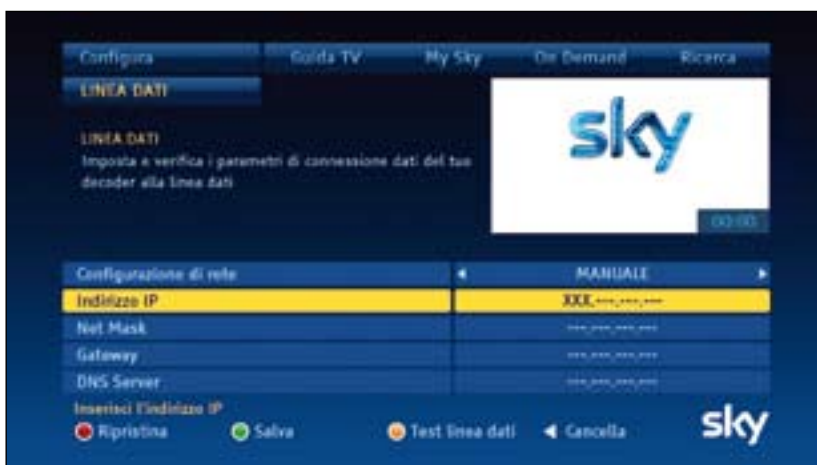 Configura Guida TV My Sky On Demand Ricerca
LINEA DATI
LINEA DATI
Imposta e verifica i parametri di connessione dati del tuo
decoder alla linea dati
sky
00:00
Configurazione di rete MANUALE
Indirizzo IP XXX.---.---.---
Net Mask ---.---.---.---
Gateway ---.---.---.---
DNS Server ---.---.---.---
Inserisci l'indirizzo IP
Ripristina Salva Test linea dati Cancella
sky